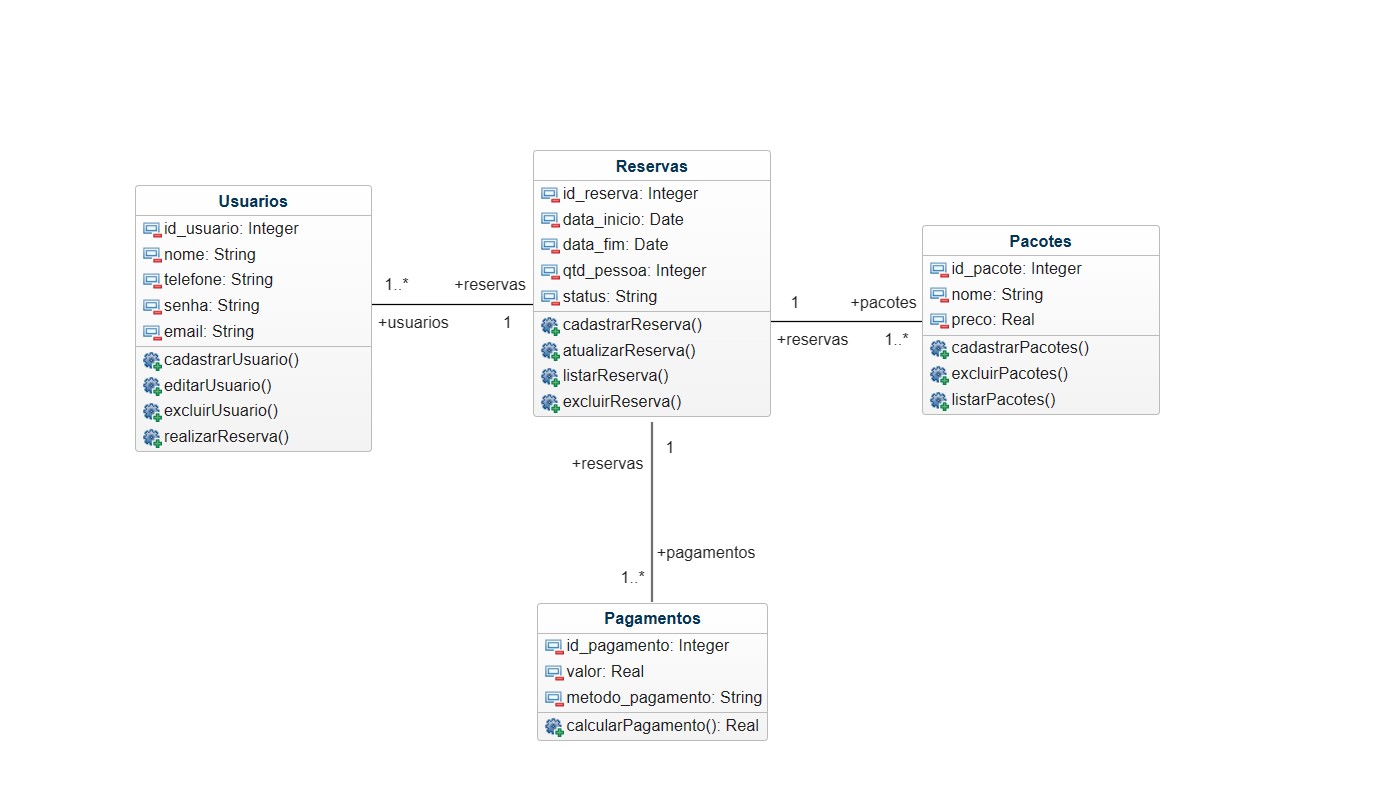 Usuarios
id_usuario: Integer
nome: String
telefone: String
senha: String
email: String
cadastrarUsuario()
editarUsuario()
excluirUsuario()
realizarReserva()
1..*
+reservas
+usuarios
1
Reservas
id_reserva: Integer
data_inicio: Date
data_fim: Date
qtd_pessoa: Integer
status: String
cadastrarReserva()
atualizarReserva()
listarReserva()
excluirReserva()
1
+pacotes
+reservas
1..*
Pacotes
id_pacote: Integer
nome: String
preco: Real
cadastrarPacotes()
excluirPacotes()
listarPacotes()
1
+reservas
+pagamentos
1..*
Pagamentos
id_pagamento: Integer
valor: Real
metodo_pagamento: String
calcularPagamento(): Real